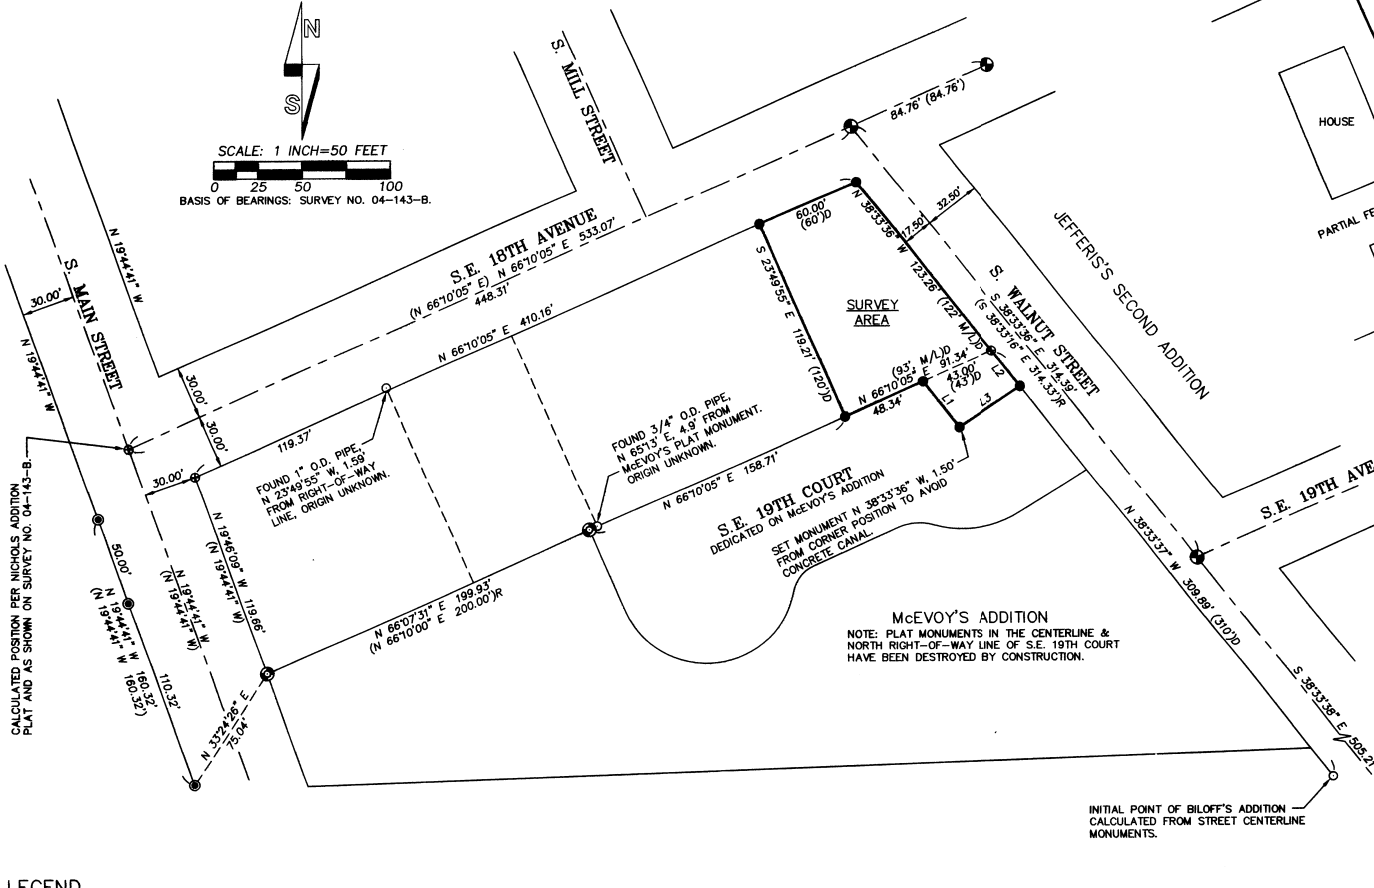 N
S
SCALE: 1 INCH=50 FEET
0 25 50 100
BASIS OF BEARINGS: SURVEY NO. 04-143-B.
S. MILL STREET
84.76' (84.76')
HOUSE
PARTIAL FE
N 19°44'41" W
30.00'
S. MAIN STREET
N 19°44'41" W
S.E. 18TH AVENUE
(N 66°10'05" E) N 66°10'05" E 533.07'
448.31'
N 66°10'05" E 410.16'
30.00'
30.00'
30.00'
119.37'
60.00'
(60')D
S 23°49'55" E 119.21' (120')D
N 38°33'36" W 123.26' (122' M/L)D
17.50'
32.50'
SURVEY
AREA
S. WALNUT STREET
S 38°33'36" E 314.39'
(S 38°33'16" E 314.33')R
JEFFERIS'S SECOND ADDITION
(93' M/L)D
N 66°10'05" E 91.34'
48.34'
43.00'
(43')D
L1
L2
L3
FOUND 1" O.D. PIPE,
N 23°49'55" W, 1.59'
FROM RIGHT-OF-WAY
LINE, ORIGIN UNKNOWN.
FOUND 3/4" O.D. PIPE,
N 65°13' E, 4.9' FROM
McEVOY'S PLAT MONUMENT.
ORIGIN UNKNOWN.
N 66°10'05" E 158.71'
S.E. 19TH COURT
DEDICATED ON McEVOY'S ADDITION
SET MONUMENT N 38°33'36" W, 1.50'
FROM CORNER POSITION TO AVOID
CONCRETE CANAL.
S.E. 19TH AVE
CALCULATED POSITION PER NICHOLS ADDITION
PLAT AND AS SHOWN ON SURVEY NO. 04-143-B.
50.00'
N 19°44'41" W 160.32'
(N 19°44'41" W 160.32')
110.32'
N 19°44'41" W
(N 19°44'41" W)
N 19°46'09" W 119.66'
(N 19°44'41" W)
N 66°07'31" E 199.93'
(N 66°10'00" E 200.00')R
N 33°24'26" E
75.04'
N 38°33'37" W 309.89' (310')D
McEVOY'S ADDITION
NOTE: PLAT MONUMENTS IN THE CENTERLINE &
NORTH RIGHT-OF-WAY LINE OF S.E. 19TH COURT
HAVE BEEN DESTROYED BY CONSTRUCTION.
S 38°33'38" E 505.21'
INITIAL POINT OF BILOFF'S ADDITION
CALCULATED FROM STREET CENTERLINE
MONUMENTS.
LEGEND